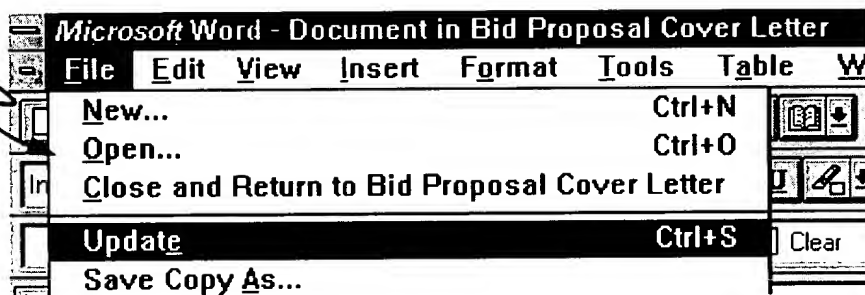 Microsoft Word - Document in Bid Proposal Cover Letter
File Edit View Insert Format Tools Table W
New... Ctrl+N
Open... Ctrl+O
In
Close and Return to Bid Proposal Cover Letter U
Update Ctrl+S Clear
Save Copy As...